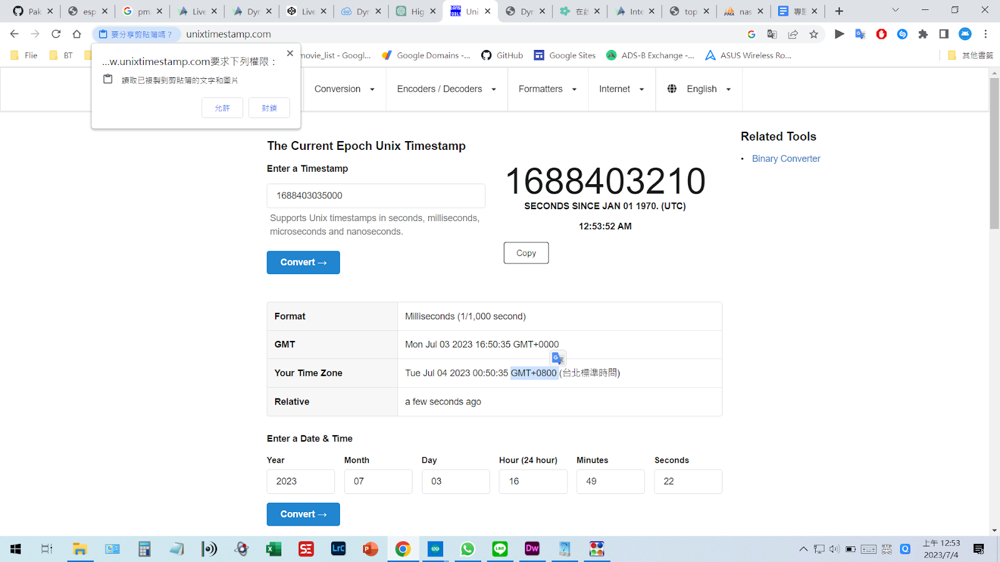 Pak
esp
G pm
Live
Dyr
Live
Dyr
Hig
Uni
Dyr
在線
Inte
top
nas
專題
要分享剪貼簿嗎？
unixtimestamp.com
Flie
BT
movie_list - Googl...
Google Domains -...
GitHub
Google Sites
ADS-B Exchange -...
ASUS Wireless Ro...
其他書籤
...w.unixtimestamp.com要求下列權限：
讀取已複製到剪貼簿的文字和圖片
允許
封鎖
Conversion
Encoders / Decoders
Formatters
Internet
English
The Current Epoch Unix Timestamp
Enter a Timestamp
1688403035000
Supports Unix timestamps in seconds, milliseconds,
microseconds and nanoseconds.
Convert →
1688403210
SECONDS SINCE JAN 01 1970. (UTC)
12:53:52 AM
Copy
Related Tools
• Binary Converter
Format Milliseconds (1/1,000 second)
GMT Mon Jul 03 2023 16:50:35 GMT+0000
Your Time Zone Tue Jul 04 2023 00:50:35 GMT+0800 (台北標準時間)
Relative a few seconds ago
Enter a Date & Time
Year Month Day Hour (24 hour) Minutes Seconds
2023 07 03 16 49 22
Convert →
英
上午 12:53
2023/7/4